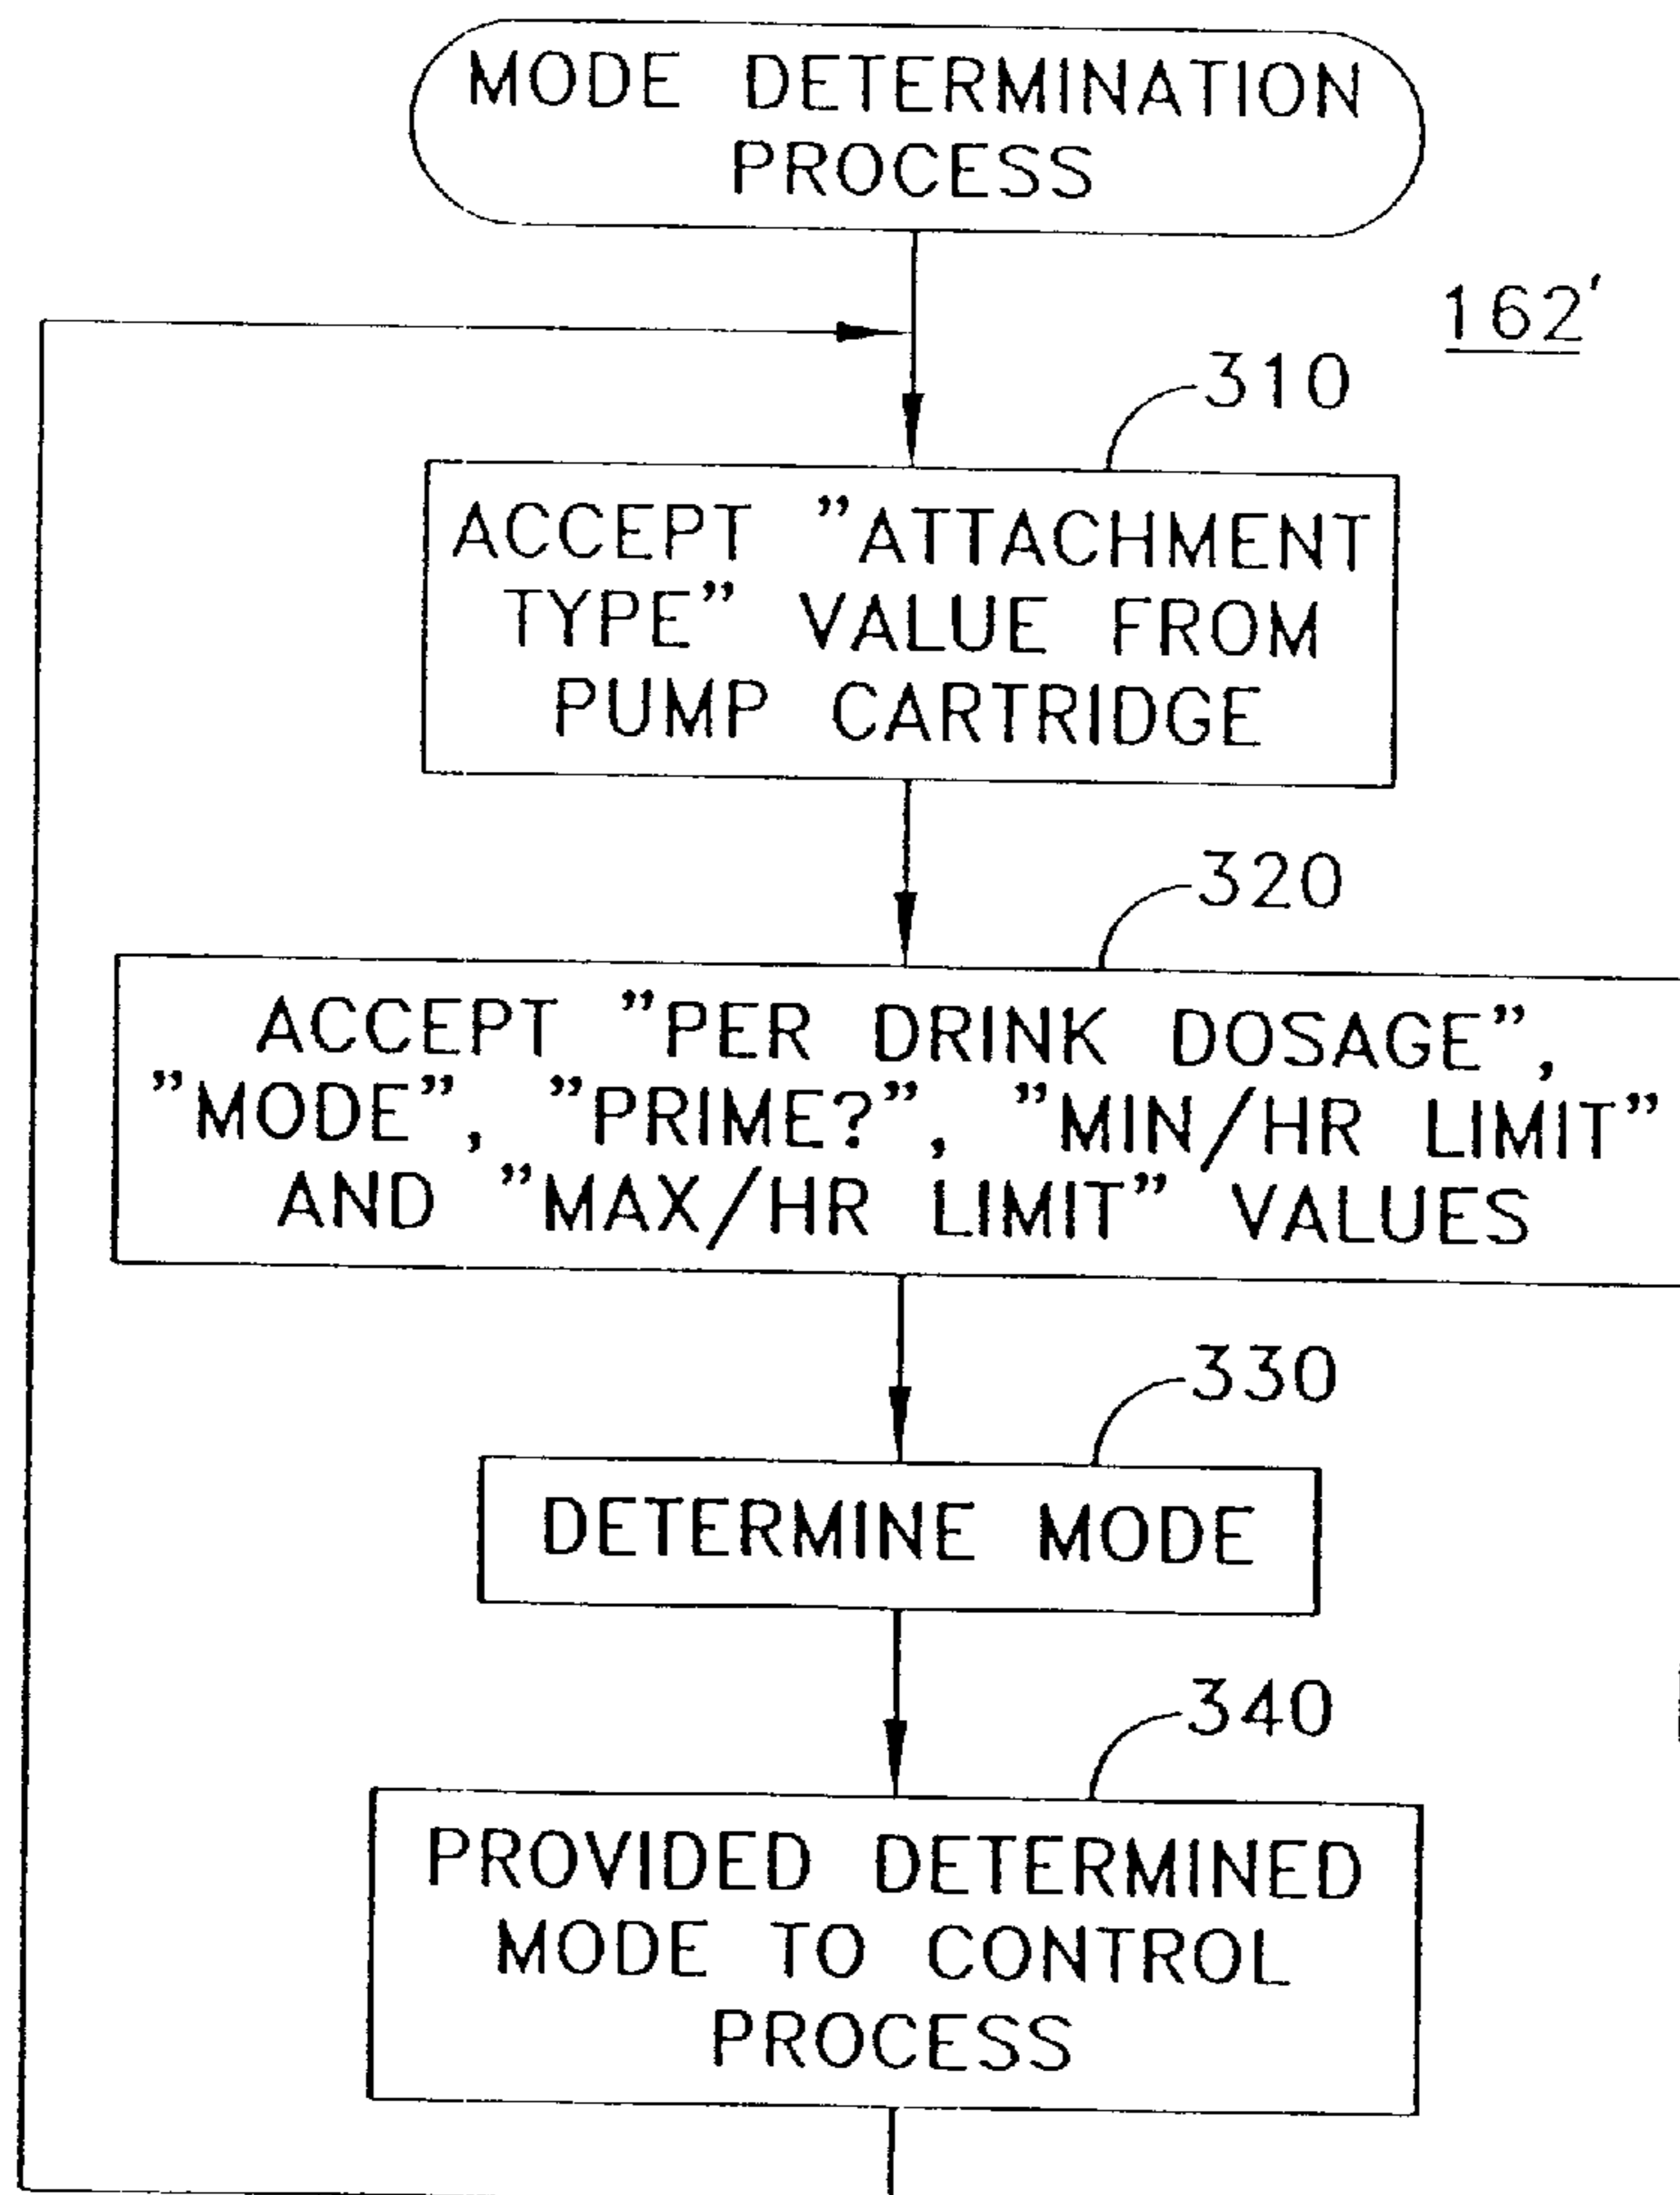 MODE DETERMINATION
PROCESS
162'
310
ACCEPT "ATTACHMENT
TYPE" VALUE FROM
PUMP CARTRIDGE
320
ACCEPT "PER DRINK DOSAGE",
"MODE", "PRIME?", "MIN/HR LIMIT"
AND "MAX/HR LIMIT" VALUES
330
DETERMINE MODE
340
PROVIDED DETERMINED
MODE TO CONTROL
PROCESS